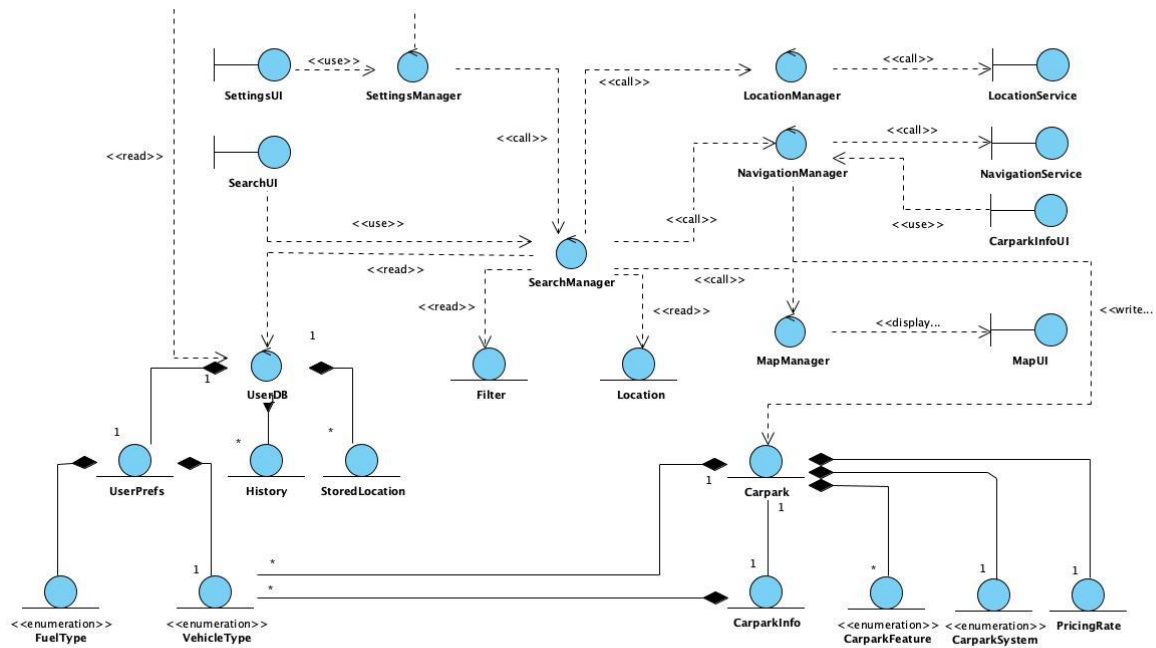 <<use>>
<<call>>
<<call>>
SettingsUI
SettingsManager
LocationManager
LocationService
<<call>>
<<call>>
<<read>>
SearchUI
NavigationManager
NavigationService
<<use>>
<<call>>
<<use>>
CarparkInfoUI
<<read>>
SearchManager
<<call>>
<<read>>
<<read>>
<<write...
<<display...
1
MapManager
MapUI
1
UserDB
Filter
Location
1
*
*
UserPrefs
History
StoredLocation
1
Carpark
1
*
1
1
*
1
1
*
<<enumeration>>
FuelType
<<enumeration>>
VehicleType
CarparkInfo
<<enumeration>>
CarparkFeature
<<enumeration>>
CarparkSystem
PricingRate